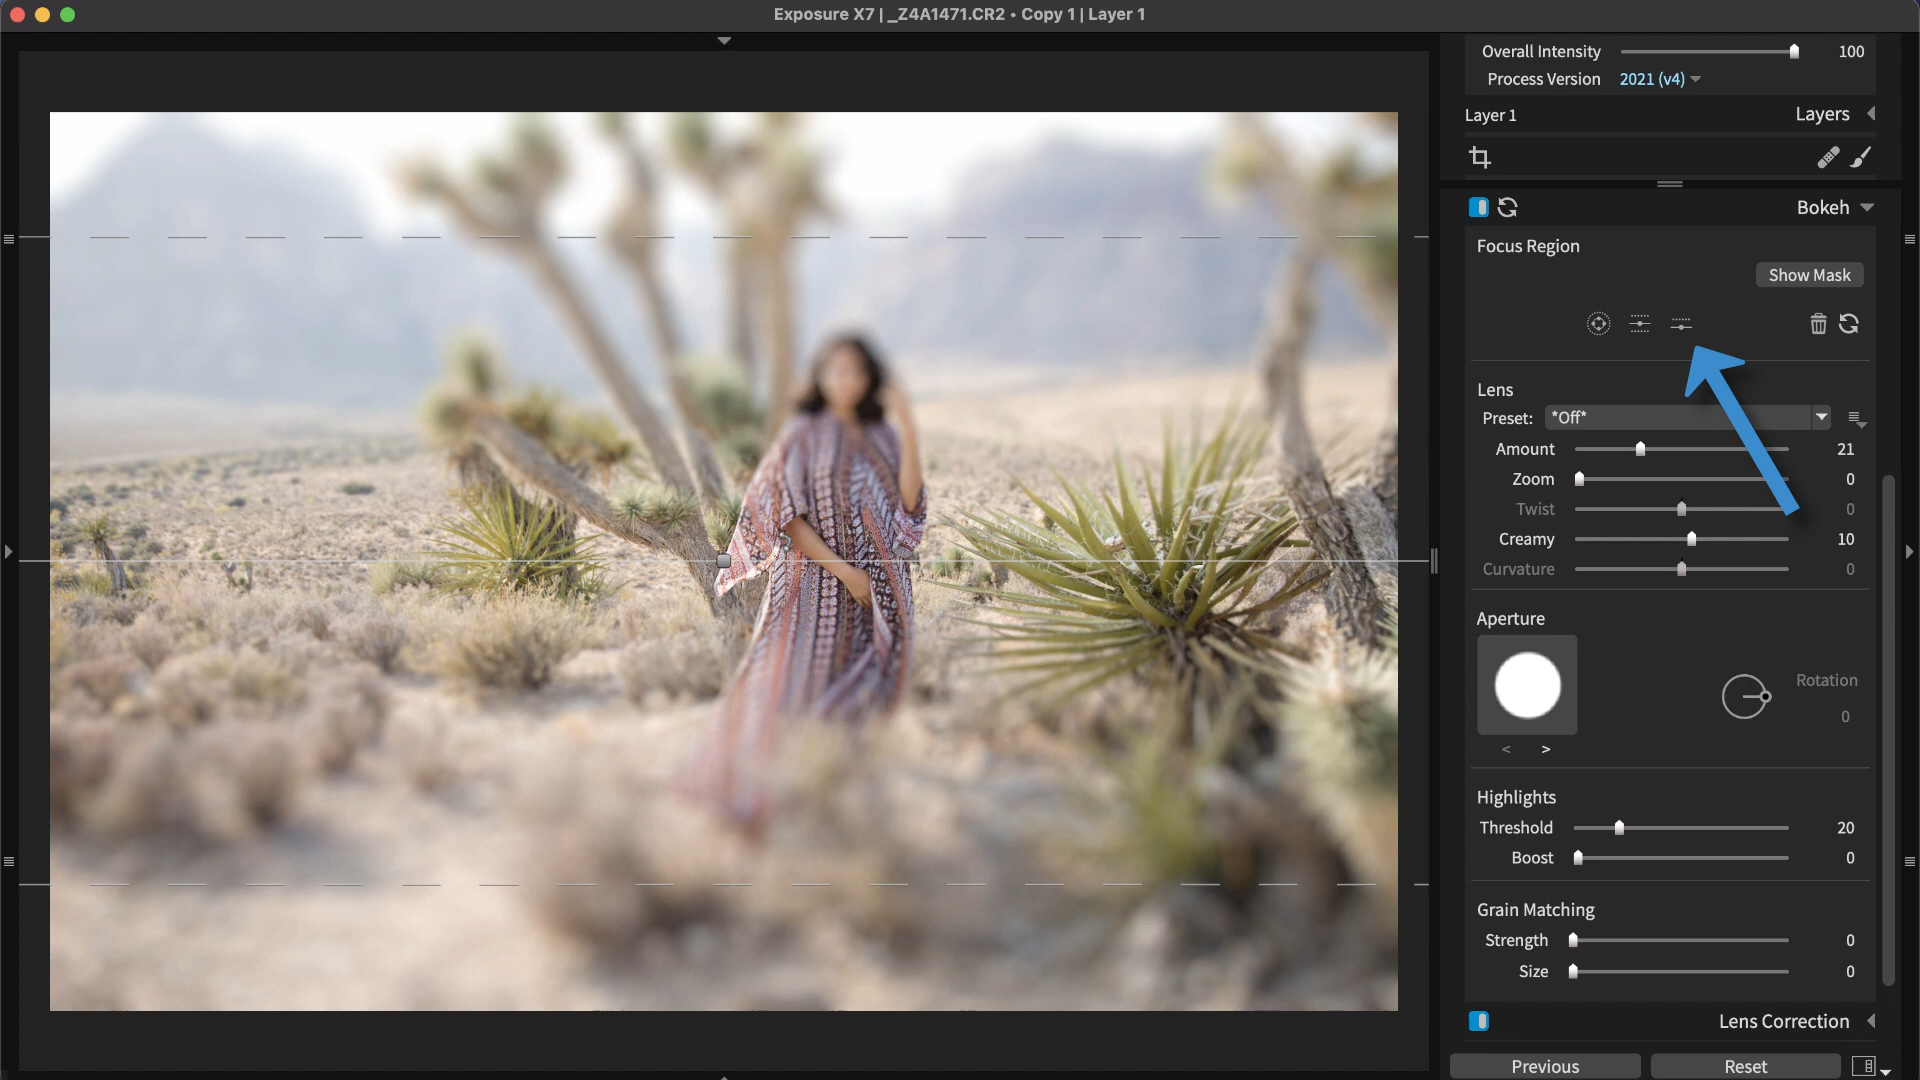 Exposure X7 | _Z4A1471.CR2 • Copy 1 | Layer 1
Overall Intensity 100
Process Version 2021 (v4)
Layer 1 Layers
Bokeh
Focus Region
Show Mask
Lens
Preset: *Off*
Amount 21
Zoom 0
Twist 0
Creamy 10
Curvature 0
Aperture
Rotation
0
< >
Highlights
Threshold 20
Boost 0
Grain Matching
Strength 0
Size 0
Lens Correction
Previous Reset